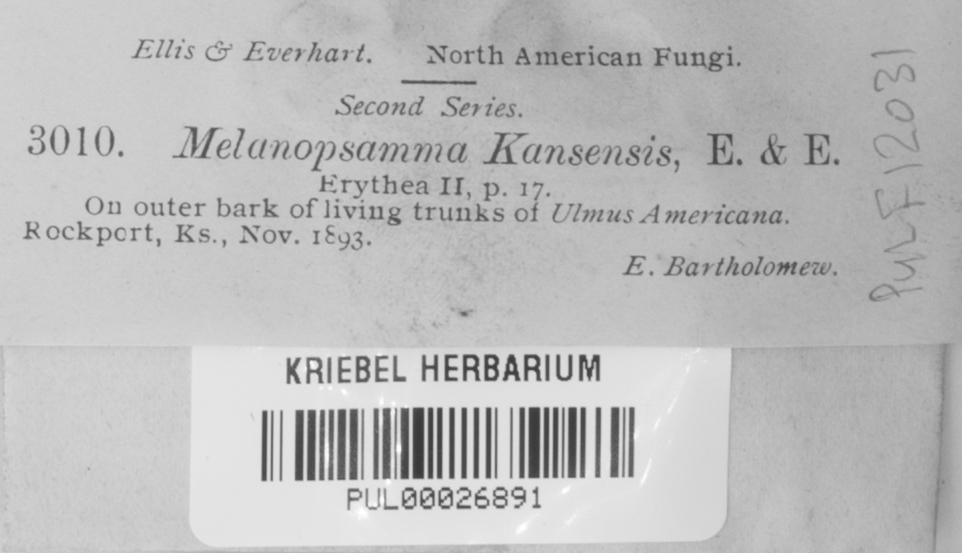 Ellis & Everhart. North American Fungi.
Second Series.
3010. Melanopsamma Kansensis, E. & E.
Erythea II, p. 17.
On outer bark of living trunks of Ulmus Americana.
Rockport, Ks., Nov. 1893.
E. Bartholomew.
PUL F12031
KRIEBEL HERBARIUM
PUL00026891